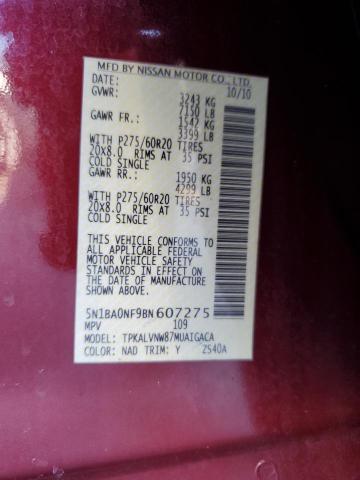 MFD BY NISSAN MOTOR CO., LTD.
DATE: 10/10
GVWR: 3243 KG
7150 LB
GAWR FR.: 1542 KG
3399 LB
WITH P275/60R20 TIRES
20X8.0 RIMS AT 35 PSI
COLD SINGLE
GAWR RR.: 1950 KG
4299 LB
WITH P275/60R20 TIRES
20X8.0 RIMS AT 35 PSI
COLD SINGLE
THIS VEHICLE CONFORMS TO
ALL APPLICABLE FEDERAL
MOTOR VEHICLE SAFETY
STANDARDS IN EFFECT ON
THE DATE OF MANUFACTURE
SHOWN ABOVE.
5N1BA0NF9BN607275
MPV 109
MODEL: TPKALVNW87MUAIGACA
COLOR: NAD TRIM: Y ZS40A